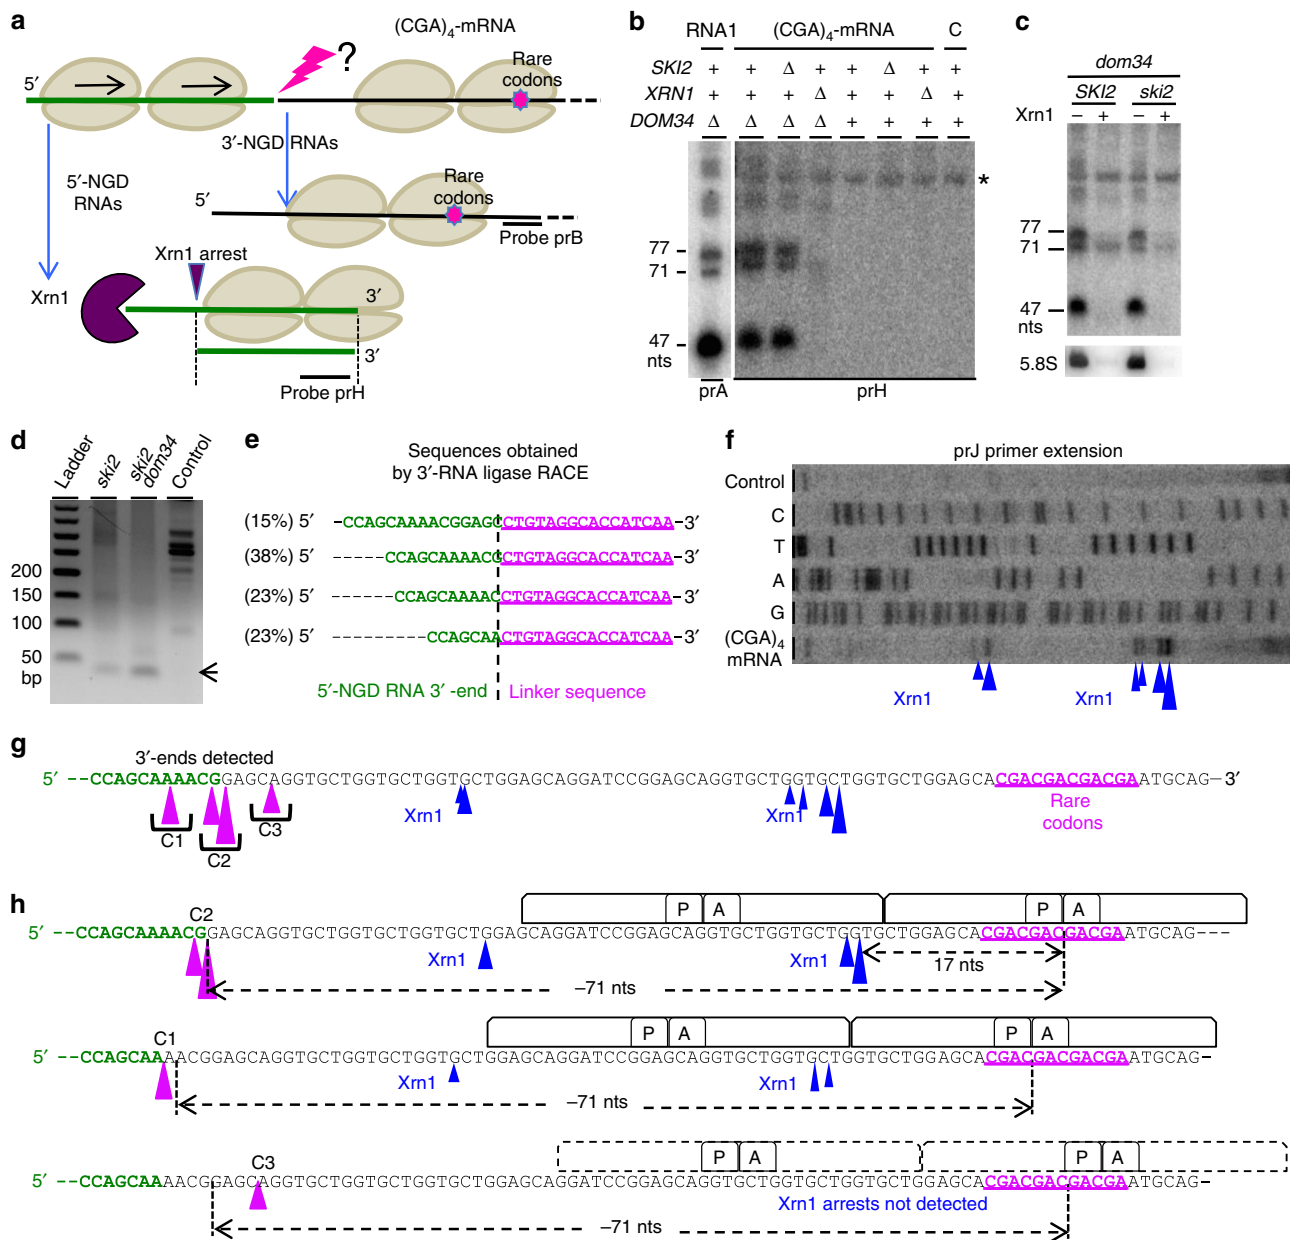 a
(CGA)4-mRNA
Rare
codons
?
5′
3′-NGD RNAs
5′-NGD
RNAs
5′
Rare
codons
Probe prB
Xrn1 arrest
Xrn1
3′
3′
Probe prH
b
RNA1 (CGA)4-mRNA C
SKI2 + + Δ + + Δ + +
XRN1 + + + Δ + + Δ +
DOM34 Δ Δ Δ Δ + + + +
*
77
71
47
nts
prA prH
c
dom34
SKI2 ski2
Xrn1 − + − +
77
71
47
nts
5.8S
d
Ladder
ski2
ski2
dom34
Control
200
150
100
50
bp
e
Sequences obtained
by 3′-RNA ligase RACE
(15%) 5′ -CCAGCAAAACGGAGCCTGTAGGCACCATCAA-3′
(38%) 5′ -----CCAGCAAAACGCTGTAGGCACCATCAA-3′
(23%) 5′ ------CCAGCAAAACCTGTAGGCACCATCAA-3′
(23%) 5′ ---------CCAGCAACTGTAGGCACCATCAA-3′
5′-NGD RNA 3′-end Linker sequence
f
prJ primer extension
Control
C
T
A
G
(CGA)4
mRNA
Xrn1 Xrn1
g
3′-ends detected
5′ --CCAGCAAAACGGAGCAGGTGCTGGTGCTGGTGCTGGAGCAGGATCCGGAGCAGGTGCTGGTGCTGGTGCTGGAGCACGACGACGACGAATGCAG-3′
C1
C2
C3
Xrn1
Xrn1
Rare
codons
h
P A P A
C2
5′ --CCAGCAAAACGGAGCAGGTGCTGGTGCTGGTGCTGGAGCAGGATCCGGAGCAGGTGCTGGTGCTGGTGCTGGAGCACGACGACGACGAATGCAG---
Xrn1 Xrn1 17 nts
−71 nts
P A P A
C1
5′ --CCAGCAAAACGGAGCAGGTGCTGGTGCTGGTGCTGGAGCAGGATCCGGAGCAGGTGCTGGTGCTGGTGCTGGAGCACGACGACGACGAATGCAG-
Xrn1 Xrn1
−71 nts
P A P A
C3
5′ --CCAGCAAAACGGAGCAGGTGCTGGTGCTGGTGCTGGAGCAGGATCCGGAGCAGGTGCTGGTGCTGGTGCTGGAGCACGACGACGACGAATGCAG-
Xrn1 arrests not detected
−71 nts